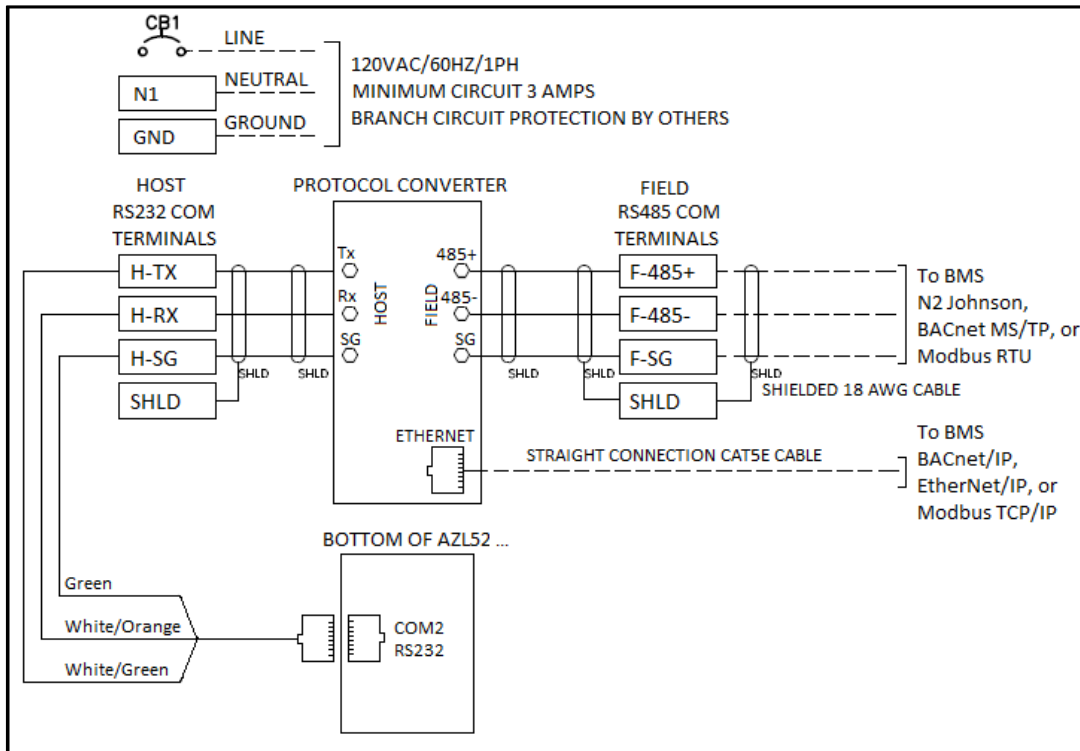 CB1
LINE
N1
NEUTRAL
GND
GROUND
120VAC/60HZ/1PH
MINIMUM CIRCUIT 3 AMPS
BRANCH CIRCUIT PROTECTION BY OTHERS
HOST
RS232 COM
TERMINALS
H-TX
H-RX
H-SG
SHLD
SHLD
SHLD
PROTOCOL CONVERTER
Tx
Rx
SG
HOST
FIELD
485+
485-
SG
ETHERNET
FIELD
RS485 COM
TERMINALS
F-485+
F-485-
F-SG
SHLD
SHLD
SHLD
SHLD
SHIELDED 18 AWG CABLE
To BMS
N2 Johnson,
BACnet MS/TP, or
Modbus RTU
STRAIGHT CONNECTION CAT5E CABLE
To BMS
BACnet/IP,
EtherNet/IP, or
Modbus TCP/IP
BOTTOM OF AZL52 ...
COM2
RS232
Green
White/Orange
White/Green